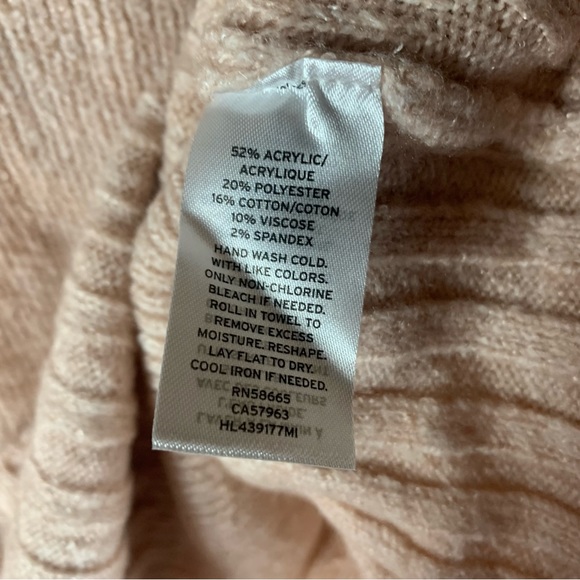 52% ACRYLIC/
ACRYLIQUE
20% POLYESTER
16% COTTON/COTON
10% VISCOSE
2% SPANDEX
HAND WASH COLD.
WITH LIKE COLORS.
ONLY NON-CHLORINE
BLEACH IF NEEDED.
ROLL IN TOWEL TO
REMOVE EXCESS
MOISTURE. RESHAPE.
LAY FLAT TO DRY.
COOL IRON IF NEEDED.
RN58665
CA57963
HL439177MI